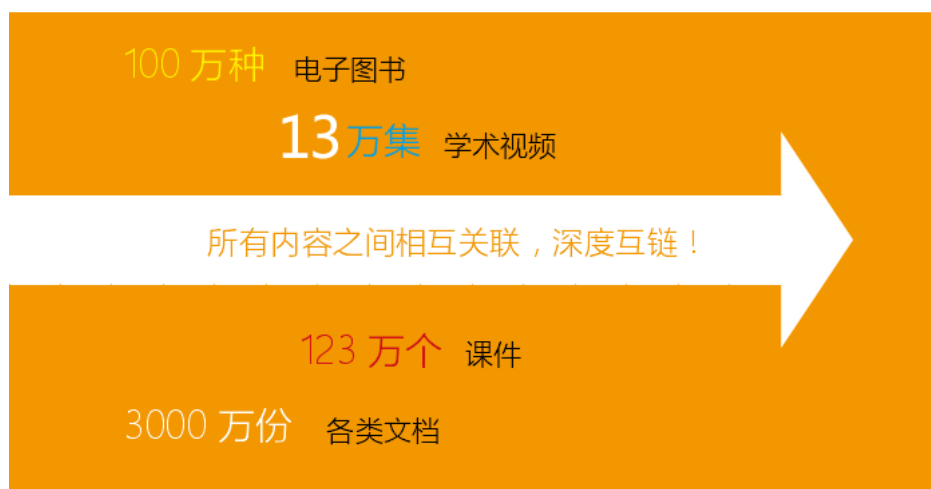 100 万种 电子图书
13 万集 学术视频
所有内容之间相互关联，深度互链！
123 万个 课件
3000 万份 各类文档